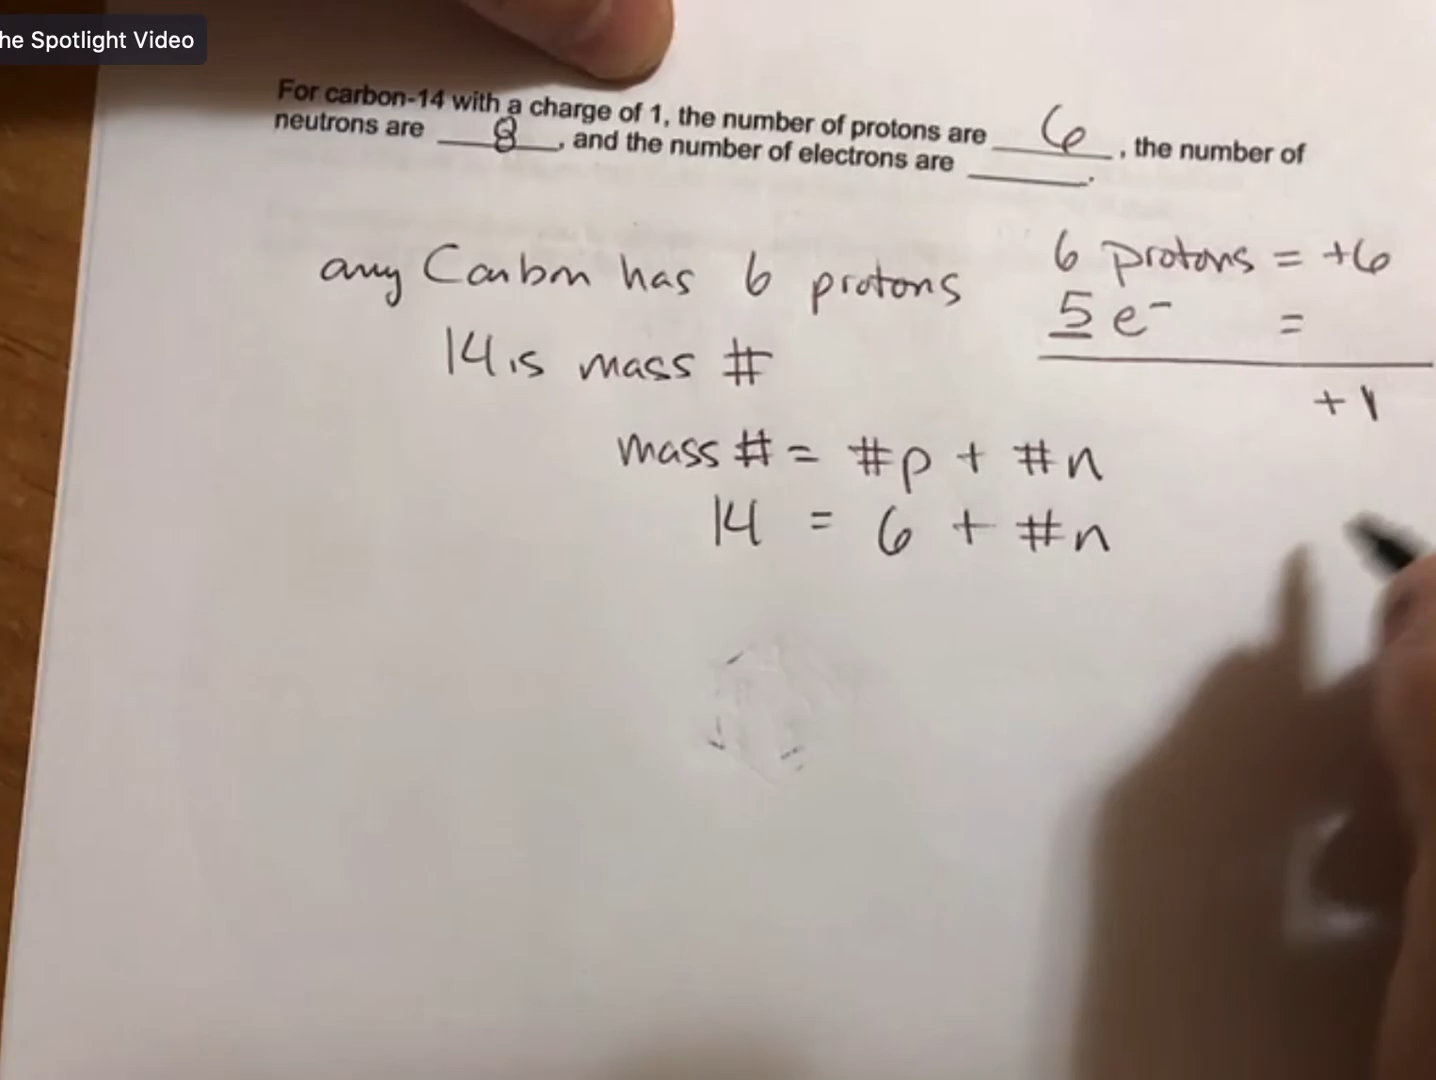 he Spotlight Video
For carbon-14 with a charge of 1, the number of protons are 6, the number of
neutrons are 8, and the number of electrons are ______.
any Carbon has 6 protons
14 is mass #
mass # = #p + #n
14 = 6 + #n
6 protons = +6
5 e⁻ =
+1